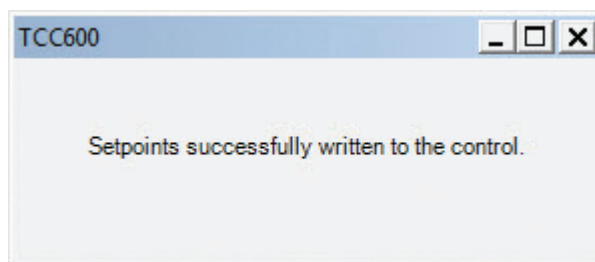 TCC600
Setpoints successfully written to the control.